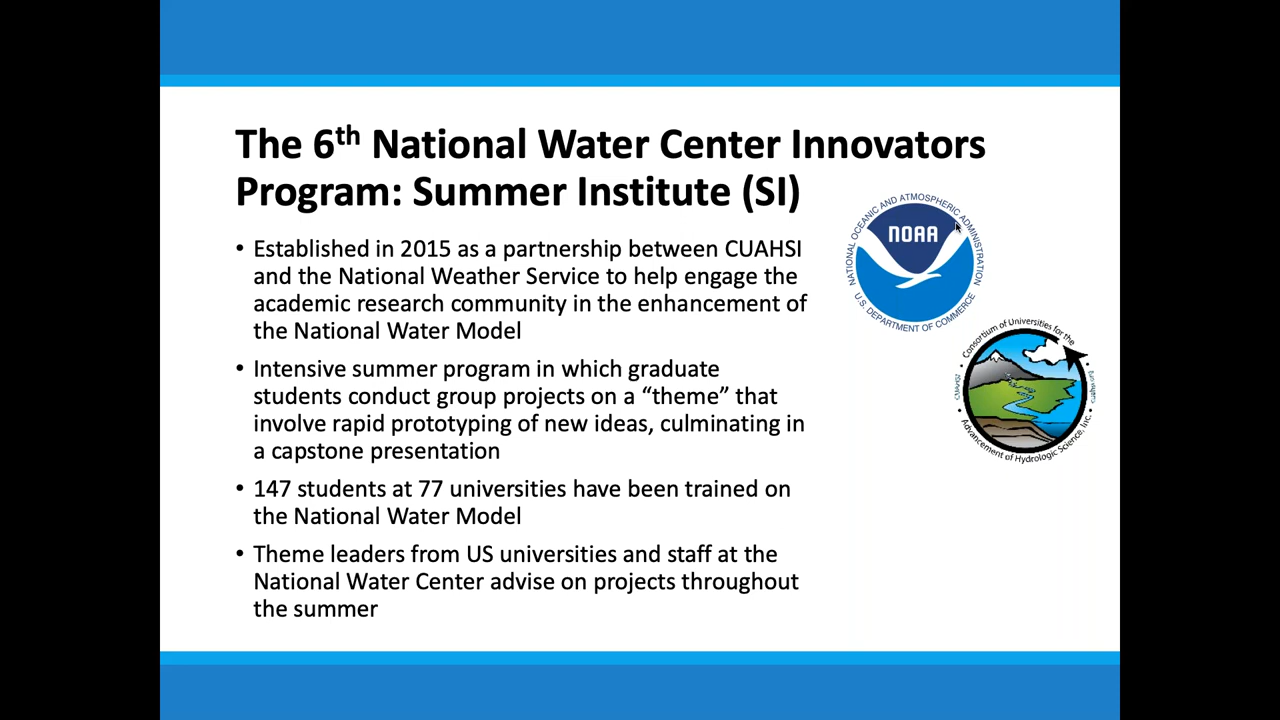 The 6th National Water Center Innovators
Program: Summer Institute (SI)
• Established in 2015 as a partnership between CUAHSI
and the National Weather Service to help engage the
academic research community in the enhancement of
the National Water Model
• Intensive summer program in which graduate
students conduct group projects on a “theme” that
involve rapid prototyping of new ideas, culminating in
a capstone presentation
• 147 students at 77 universities have been trained on
the National Water Model
• Theme leaders from US universities and staff at the
National Water Center advise on projects throughout
the summer
NATIONAL OCEANIC AND ATMOSPHERIC ADMINISTRATION
NOAA
U.S. DEPARTMENT OF COMMERCE
Consortium of Universities for the
CUAHSI
Advancement of Hydrologic Science, Inc.